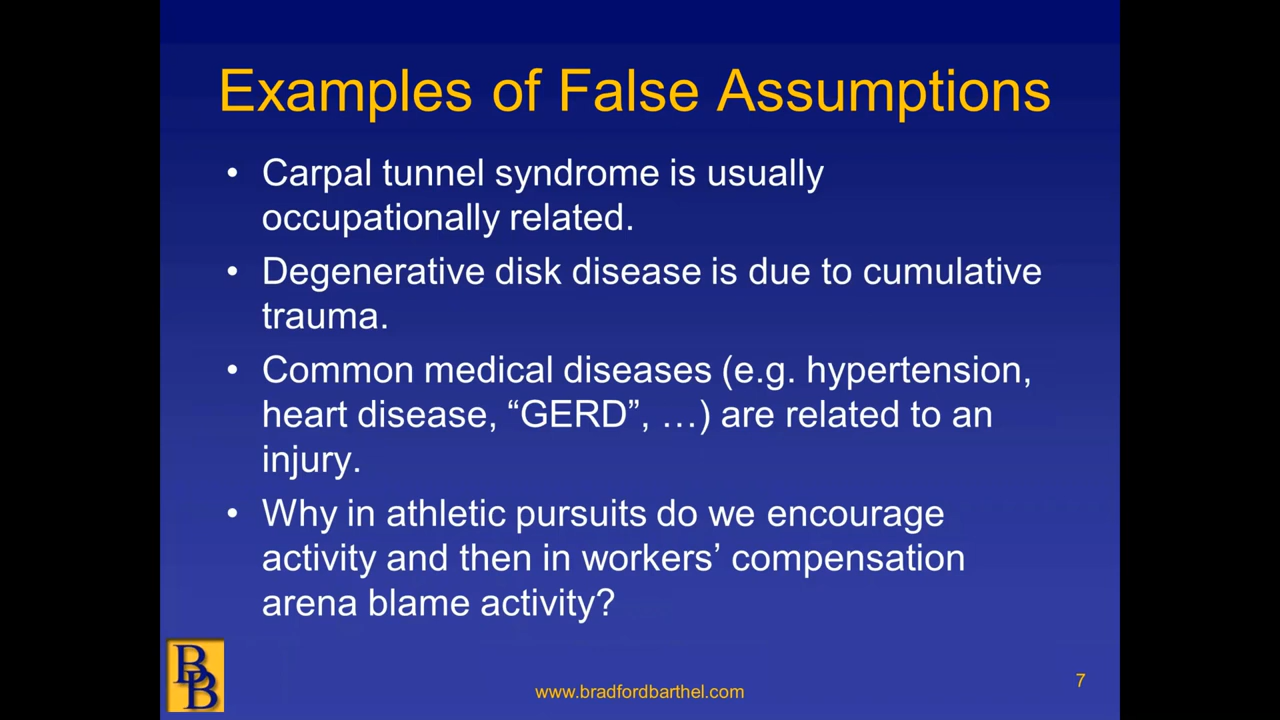 Examples of False Assumptions
• Carpal tunnel syndrome is usually
occupationally related.
• Degenerative disk disease is due to cumulative
trauma.
• Common medical diseases (e.g. hypertension,
heart disease, “GERD”, …) are related to an
injury.
• Why in athletic pursuits do we encourage
activity and then in workers’ compensation
arena blame activity?
BB
www.bradfordbarthel.com
7